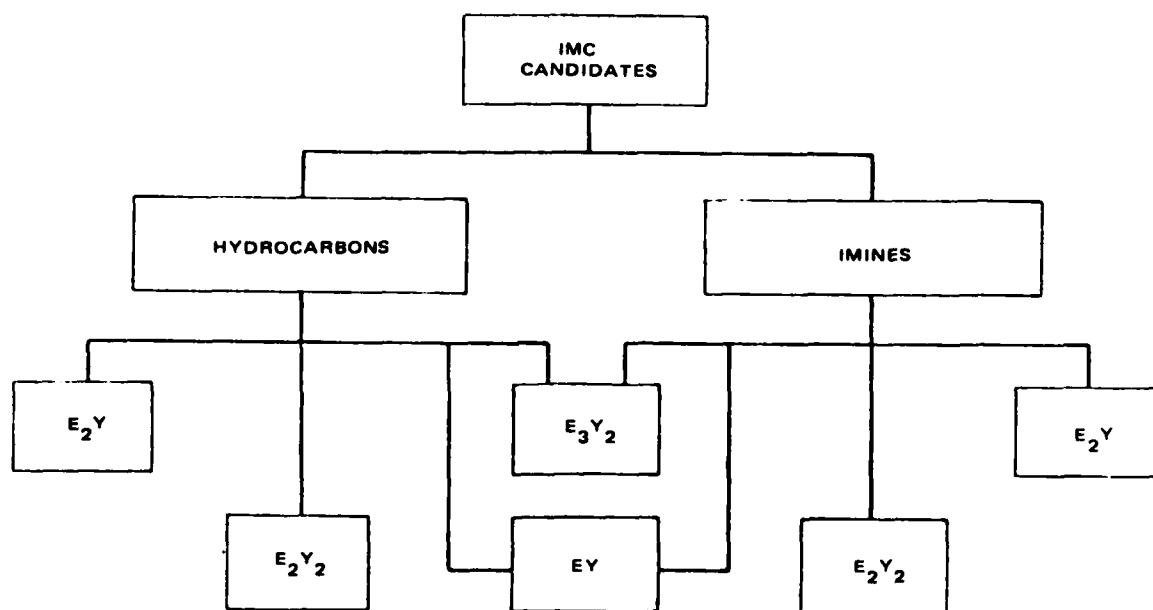 IMC
CANDIDATES
HYDROCARBONS
IMINES
E₂Y
E₃Y₂
E₂Y
E₂Y₂
EY
E₂Y₂